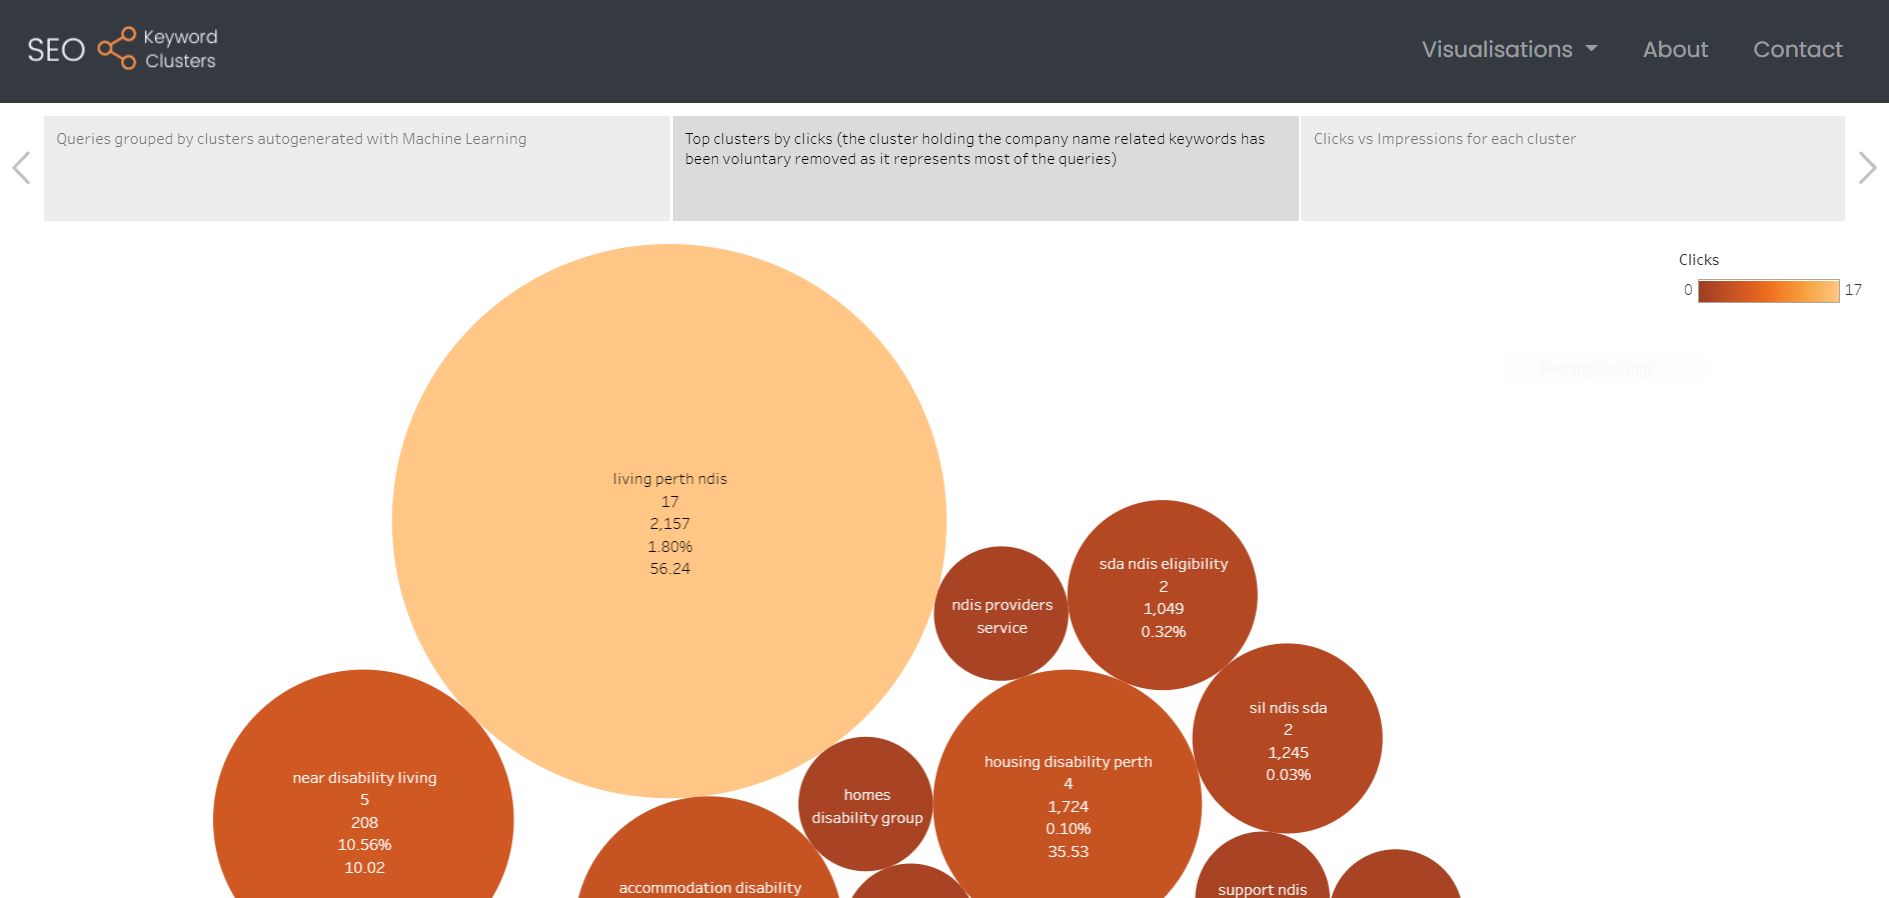 SEO
Keyword
Clusters
Visualisations
About
Contact
Queries grouped by clusters autogenerated with Machine Learning
Top clusters by clicks (the cluster holding the company name related keywords has
been voluntary removed as it represents most of the queries)
Clicks vs Impressions for each cluster
Clicks
0
17
Rectangular Snip
living perth ndis
17
2,157
1.80%
56.24
ndis providers
service
sda ndis eligibility
2
1,049
0.32%
sil ndis sda
2
1,245
0.03%
near disability living
5
208
10.56%
10.02
homes
disability group
housing disability perth
4
1,724
0.10%
35.53
accommodation disability
support ndis